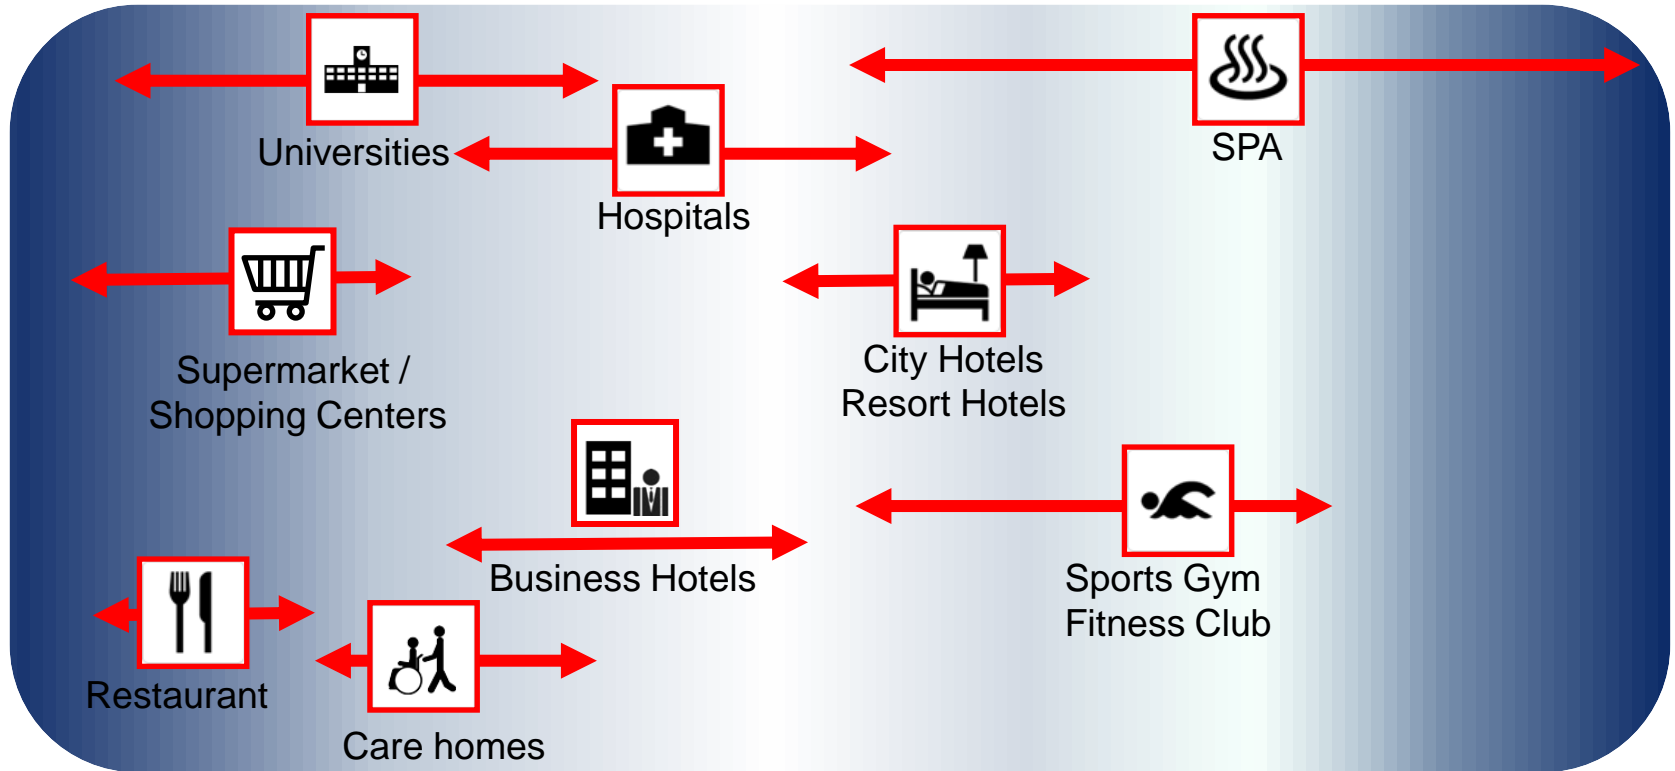 Universities
SPA
Hospitals
Supermarket /
Shopping Centers
City Hotels
Resort Hotels
Business Hotels
Sports Gym
Fitness Club
Restaurant
Care homes